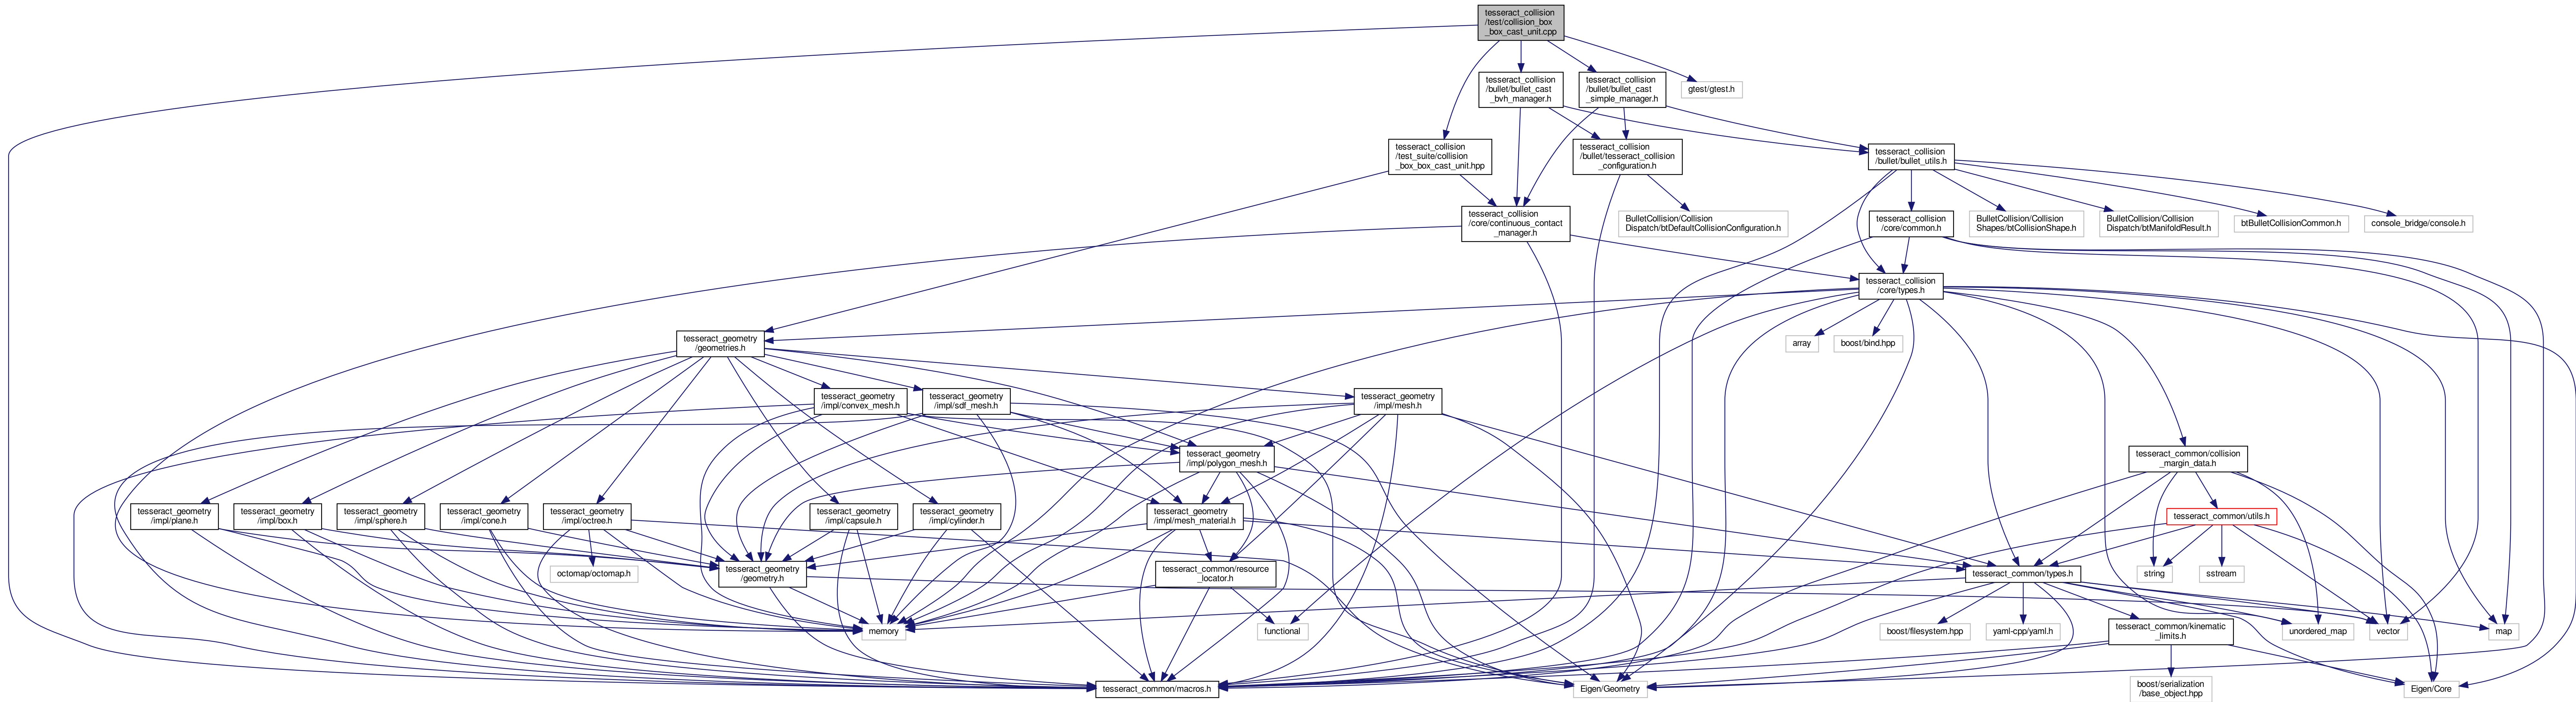 tesseract_collision
/test/collision_box
_box_cast_unit.cpp
tesseract_collision
/bullet/bullet_cast
_bvh_manager.h
tesseract_collision
/bullet/bullet_cast
_simple_manager.h
gtest/gtest.h
tesseract_collision
/test_suite/collision
_box_box_cast_unit.hpp
tesseract_collision
/bullet/tesseract_collision
_configuration.h
tesseract_collision
/bullet/bullet_utils.h
tesseract_collision
/core/continuous_contact
_manager.h
BulletCollision/Collision
Dispatch/btDefaultCollisionConfiguration.h
tesseract_collision
/core/common.h
BulletCollision/Collision
Shapes/btCollisionShape.h
BulletCollision/Collision
Dispatch/btManifoldResult.h
btBulletCollisionCommon.h
console_bridge/console.h
tesseract_collision
/core/types.h
tesseract_geometry
/geometries.h
array
boost/bind.hpp
tesseract_geometry
/impl/convex_mesh.h
tesseract_geometry
/impl/sdf_mesh.h
tesseract_geometry
/impl/mesh.h
tesseract_geometry
/impl/polygon_mesh.h
tesseract_common/collision
_margin_data.h
tesseract_geometry
/impl/plane.h
tesseract_geometry
/impl/box.h
tesseract_geometry
/impl/sphere.h
tesseract_geometry
/impl/cone.h
tesseract_geometry
/impl/octree.h
tesseract_geometry
/impl/capsule.h
tesseract_geometry
/impl/cylinder.h
tesseract_geometry
/impl/mesh_material.h
tesseract_common/utils.h
octomap/octomap.h
tesseract_geometry
/geometry.h
tesseract_common/resource
_locator.h
tesseract_common/types.h
string
sstream
memory
functional
boost/filesystem.hpp
yaml-cpp/yaml.h
tesseract_common/kinematic
_limits.h
unordered_map
vector
map
tesseract_common/macros.h
Eigen/Geometry
boost/serialization
/base_object.hpp
Eigen/Core